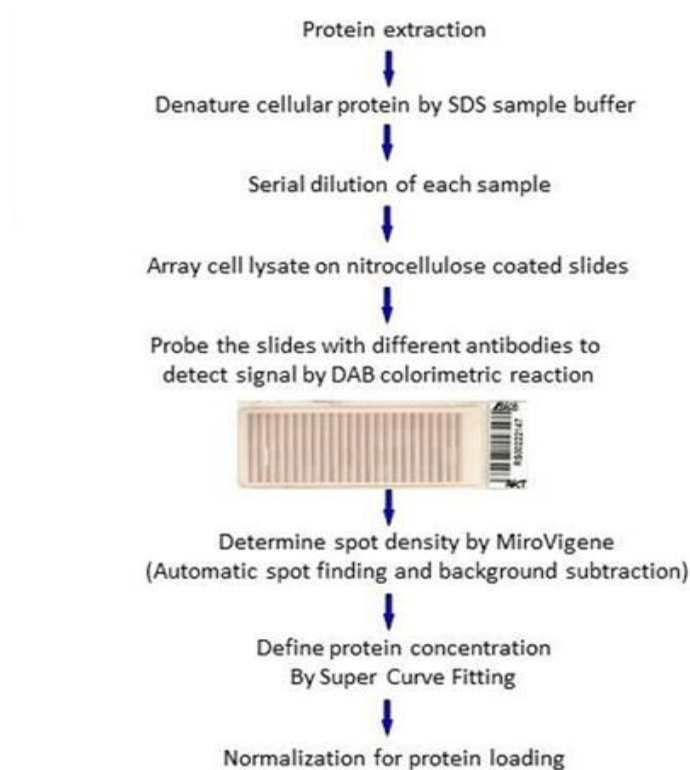 Protein extraction
Denature cellular protein by SDS sample buffer
Serial dilution of each sample
Array cell lysate on nitrocellulose coated slides
Probe the slides with different antibodies to
detect signal by DAB colorimetric reaction
Determine spot density by MiroVigene
(Automatic spot finding and background subtraction)
Define protein concentration
By Super Curve Fitting
Normalization for protein loading